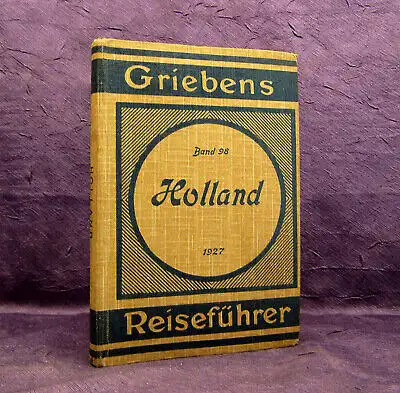 Griebens
Band 98
Holland
1927
Reiseführer